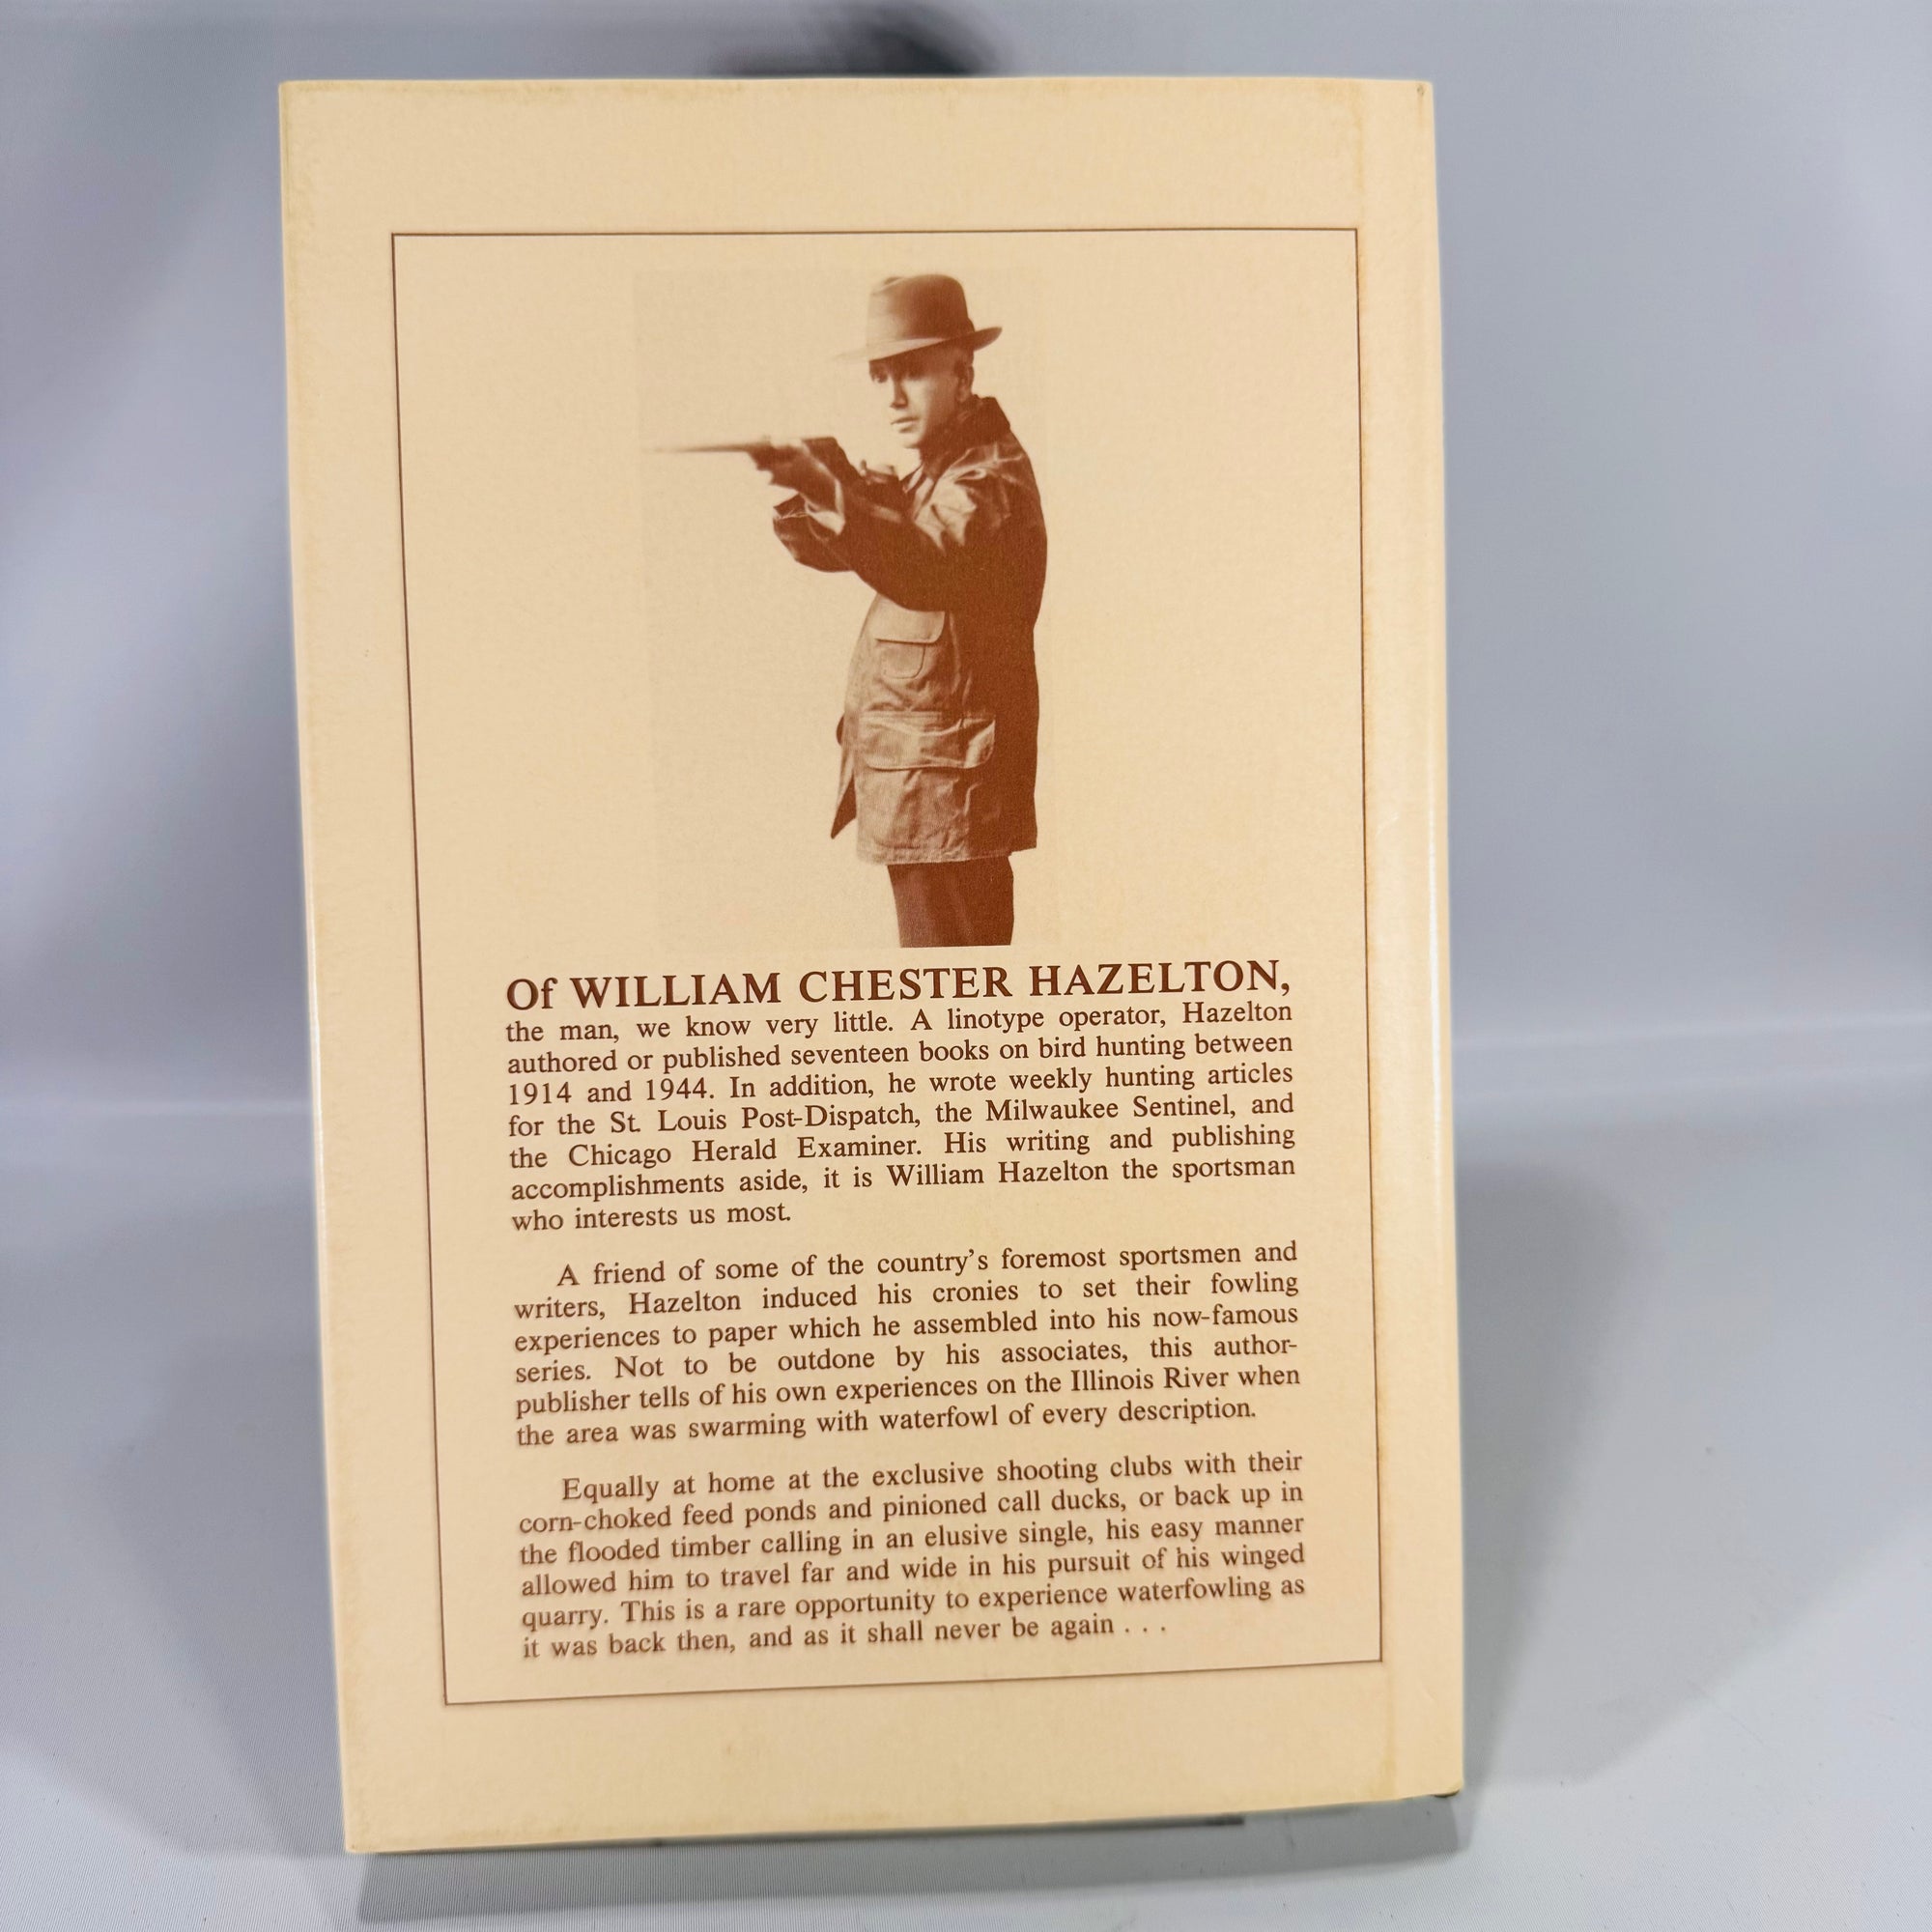 Of WILLIAM CHESTER HAZELTON,
the man, we know very little. A linotype operator, Hazelton
authored or published seventeen books on bird hunting between
1914 and 1944. In addition, he wrote weekly hunting articles
for the St. Louis Post-Dispatch, the Milwaukee Sentinel, and
the Chicago Herald Examiner. His writing and publishing
accomplishments aside, it is William Hazelton the sportsman
who interests us most.
A friend of some of the country's foremost sportsmen and
writers, Hazelton induced his cronies to set their fowling
experiences to paper which he assembled into his now-famous
series. Not to be outdone by his associates, this author-
publisher tells of his own experiences on the Illinois River when
the area was swarming with waterfowl of every description.
Equally at home at the exclusive shooting clubs with their
corn-choked feed ponds and pinioned call ducks, or back up in
the flooded timber calling in an elusive single, his easy manner
allowed him to travel far and wide in his pursuit of his winged
quarry. This is a rare opportunity to experience waterfowling as
it was back then, and as it shall never be again . . .